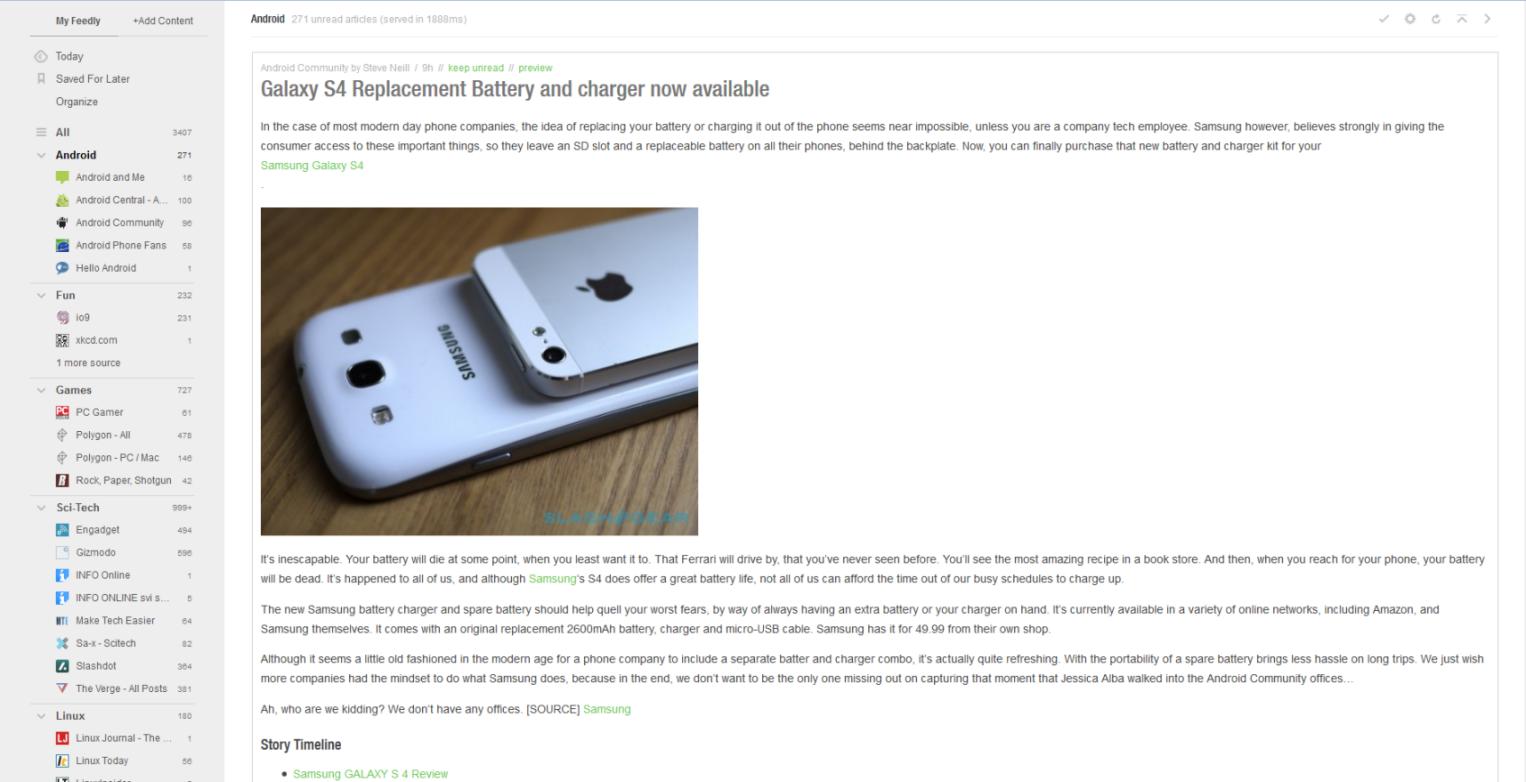 My Feedly
+Add Content
Today
Saved For Later
Organize
All 3407
Android 271
Android and Me 16
Android Central - A... 100
Android Community 96
Android Phone Fans 58
Hello Android 1
Fun 232
io9 231
xkcd.com 1
1 more source
Games 727
PC Gamer 61
Polygon - All 478
Polygon - PC / Mac 146
Rock, Paper, Shotgun 42
Sci-Tech 999+
Engadget 494
Gizmodo 596
INFO Online 1
INFO ONLINE svi s... 5
Make Tech Easier 64
Sa-x - Scitech 82
Slashdot 364
The Verge - All Posts 381
Linux 180
Linux Journal - The ... 1
Linux Today 56
Android 271 unread articles (served in 1888ms)
Android Community by Steve Neill / 9h // keep unread // preview
Galaxy S4 Replacement Battery and charger now available
In the case of most modern day phone companies, the idea of replacing your battery or charging it out of the phone seems near impossible, unless you are a company tech employee. Samsung however, believes strongly in giving the
consumer access to these important things, so they leave an SD slot and a replaceable battery on all their phones, behind the backplate. Now, you can finally purchase that new battery and charger kit for your
Samsung Galaxy S4
.
SAMSUNG
SLASHGEAR
It's inescapable. Your battery will die at some point, when you least want it to. That Ferrari will drive by, that you've never seen before. You'll see the most amazing recipe in a book store. And then, when you reach for your phone, your battery
will be dead. It's happened to all of us, and although Samsung's S4 does offer a great battery life, not all of us can afford the time out of our busy schedules to charge up.
The new Samsung battery charger and spare battery should help quell your worst fears, by way of always having an extra battery or your charger on hand. It's currently available in a variety of online networks, including Amazon, and
Samsung themselves. It comes with an original replacement 2600mAh battery, charger and micro-USB cable. Samsung has it for 49.99 from their own shop.
Although it seems a little old fashioned in the modern age for a phone company to include a separate batter and charger combo, it's actually quite refreshing. With the portability of a spare battery brings less hassle on long trips. We just wish
more companies had the mindset to do what Samsung does, because in the end, we don't want to be the only one missing out on capturing that moment that Jessica Alba walked into the Android Community offices…
Ah, who are we kidding? We don't have any offices. [SOURCE] Samsung
Story Timeline
• Samsung GALAXY S 4 Review